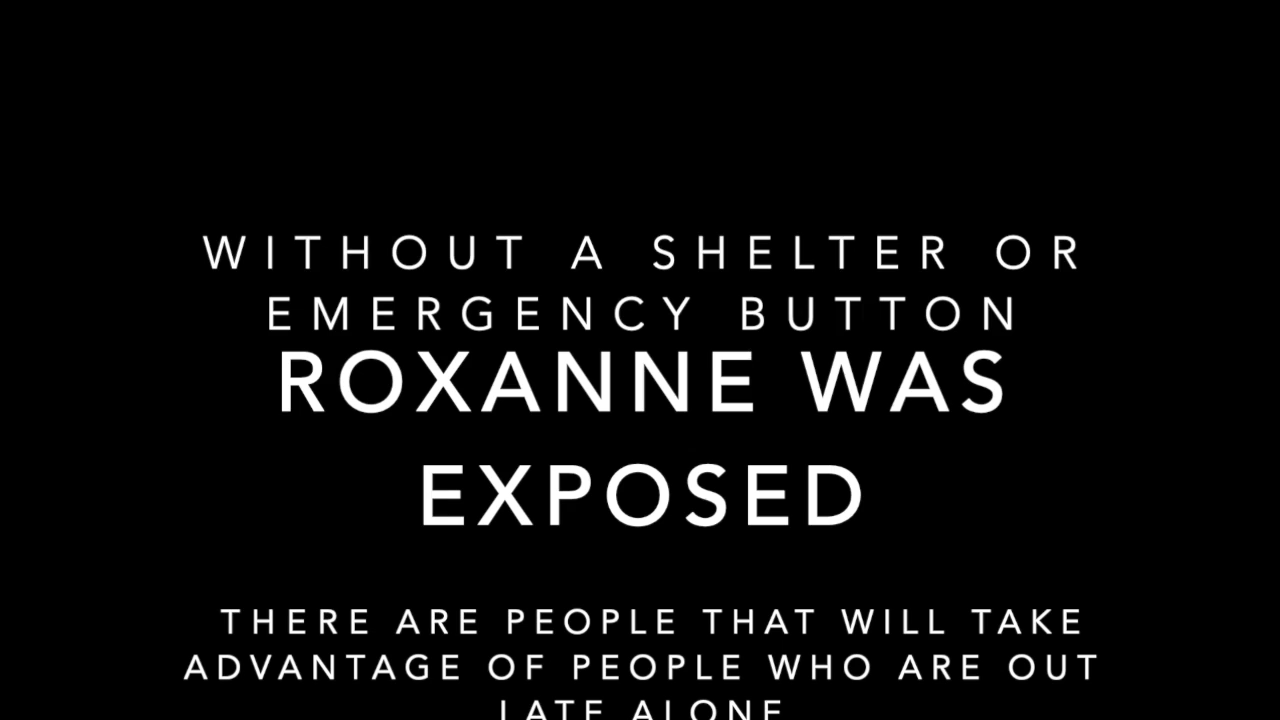 WITHOUT A SHELTER OR
EMERGENCY BUTTON
ROXANNE WAS
EXPOSED
THERE ARE PEOPLE THAT WILL TAKE
ADVANTAGE OF PEOPLE WHO ARE OUT
LATE ALONE